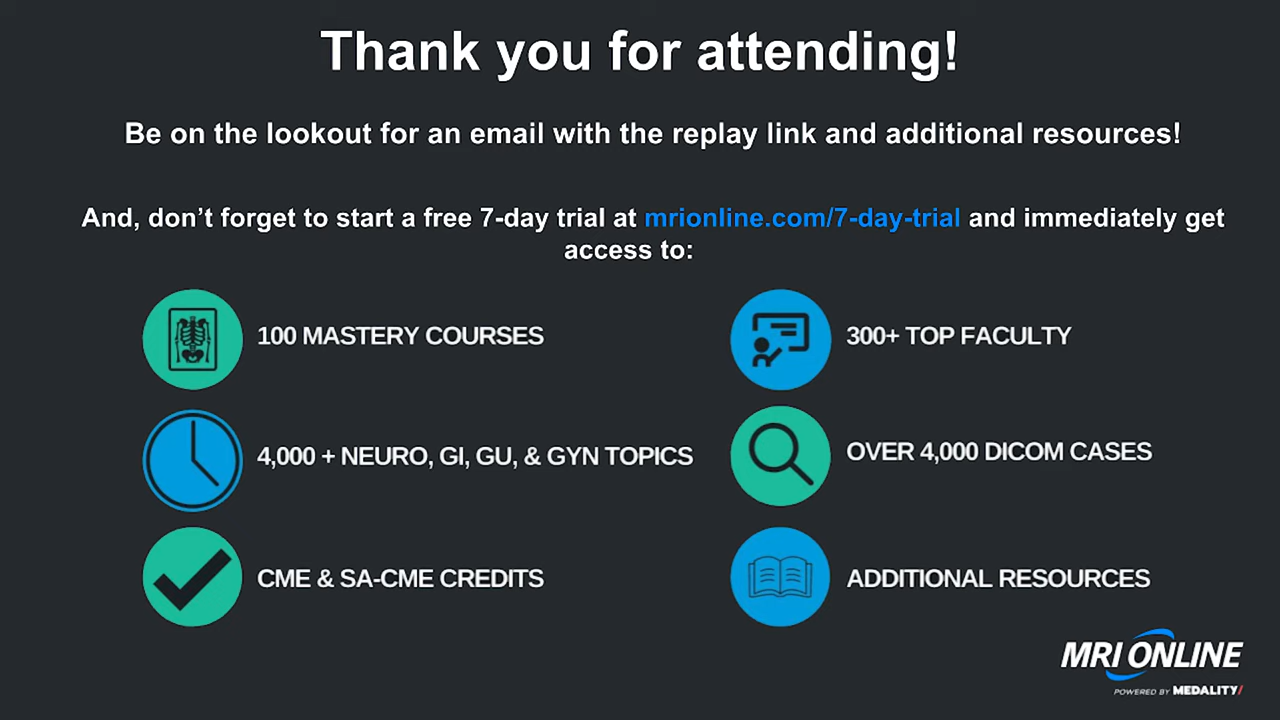 Thank you for attending!
Be on the lookout for an email with the replay link and additional resources!
And, don’t forget to start a free 7-day trial at mrionline.com/7-day-trial and immediately get
access to:
100 MASTERY COURSES
300+ TOP FACULTY
4,000 + NEURO, GI, GU, & GYN TOPICS
OVER 4,000 DICOM CASES
CME & SA-CME CREDITS
ADDITIONAL RESOURCES
MRI ONLINE
POWERED BY MEDALITY/